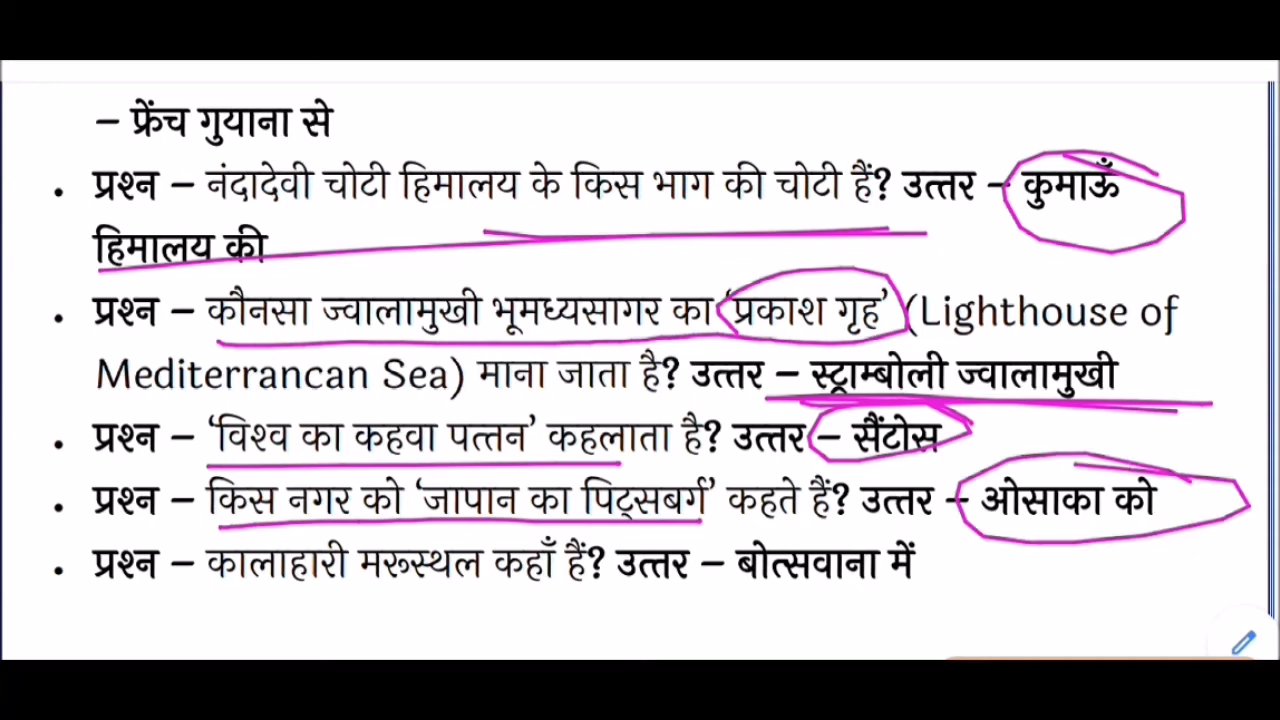 – फ्रेंच गुयाना से
• प्रश्न – नंदादेवी चोटी हिमालय के किस भाग की चोटी हैं? उत्तर – कुमाऊँ
हिमालय की
• प्रश्न – कौनसा ज्वालामुखी भूमध्यसागर का ‘प्रकाश गृह’ (Lighthouse of
Mediterrancan Sea) माना जाता है? उत्तर – स्ट्राम्बोली ज्वालामुखी
• प्रश्न – ‘विश्व का कहवा पत्तन’ कहलाता है? उत्तर – सैंटोस
• प्रश्न – किस नगर को ‘जापान का पिट्सबर्ग’ कहते हैं? उत्तर – ओसाका को
• प्रश्न – कालाहारी मरूस्थल कहाँ हैं? उत्तर – बोत्सवाना में